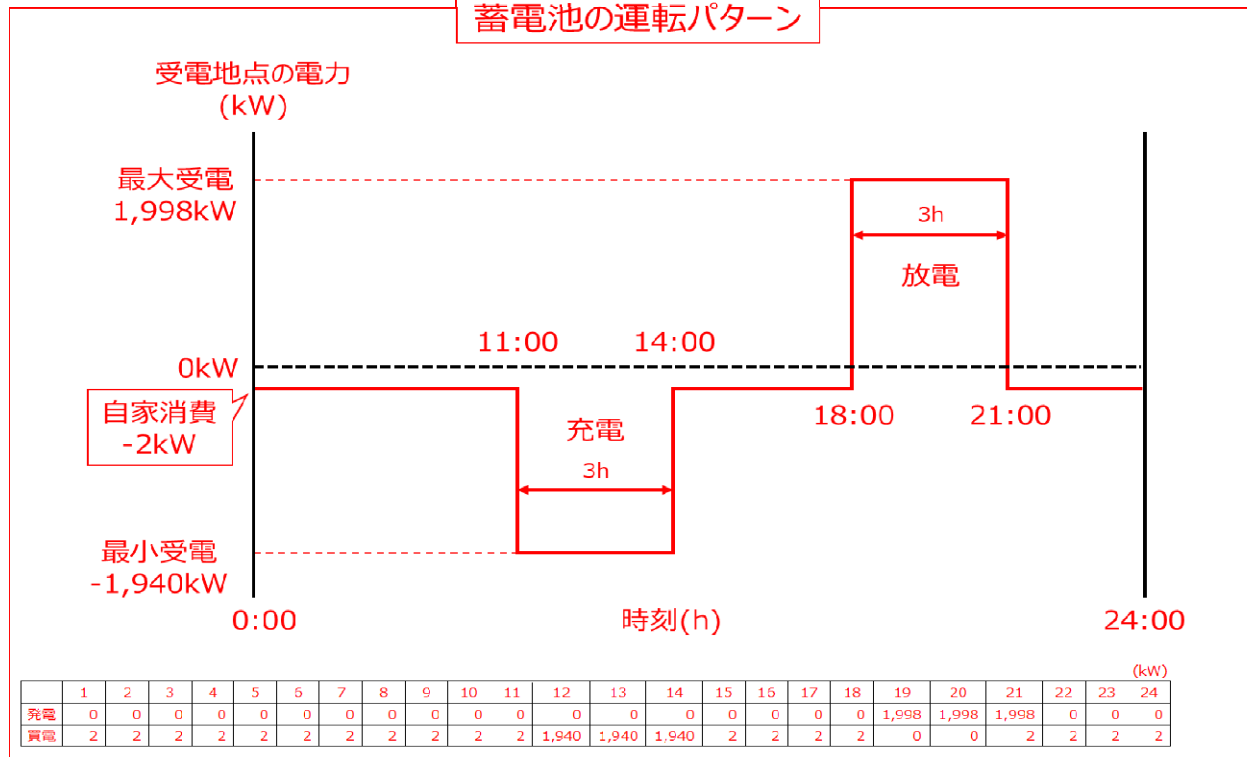 蓄電池の運転パターン
受電地点の電力
(kW)
最大受電
1,998kW
3h
放電
11:00
14:00
0kW
自家消費
-2kW
18:00
21:00
充電
3h
最小受電
-1,940kW
0:00
時刻(h)
24:00
(kW)
1 2 3 4 5 6 7 8 9 10 11 12 13 14 15 16 17 18 19 20 21 22 23 24
発電 0 0 0 0 0 0 0 0 0 0 0 0 0 0 0 0 0 0 1,998 1,998 1,998 0 0 0
買電 2 2 2 2 2 2 2 2 2 2 2 1,940 1,940 1,940 2 2 2 2 0 0 2 2 2 2